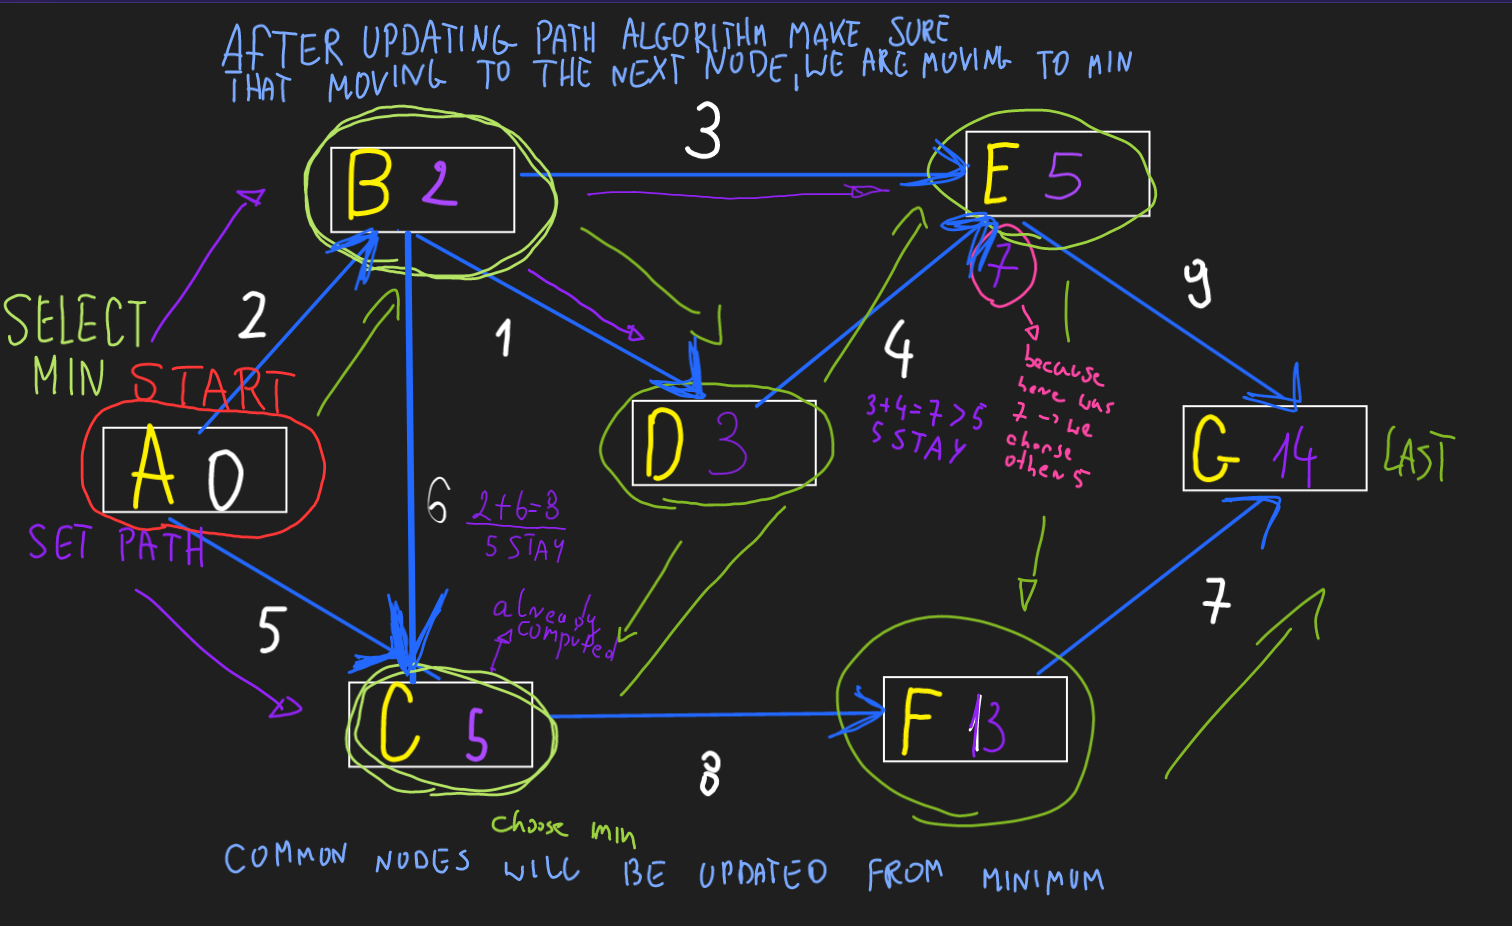 AFTER UPDATING PATH ALGORITHM MAKE SURE
THAT MOVING TO THE NEXT NODE, WE ARE MOVING TO MIN
3
B 2
E 5
7
9
2
1
SELECT
MIN
START
4
because
here was
7 → we
chanse
other 5
3+4=7 > 5
5 STAY
A 0
D 3
G 14
LAST
6
2+6=8
5 STAY
SET PATH
5
already
computed
7
C 5
F 13
8
choose min
COMMON NODES WILL BE UPDATED FROM MINIMUM